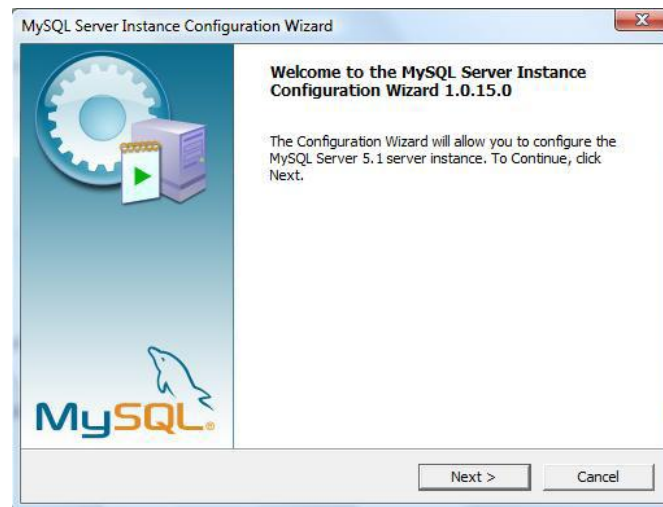 MySQL Server Instance Configuration Wizard
Welcome to the MySQL Server Instance
Configuration Wizard 1.0.15.0
The Configuration Wizard will allow you to configure the
MySQL Server 5.1 server instance. To Continue, click
Next.
MySQL®
Next >
Cancel